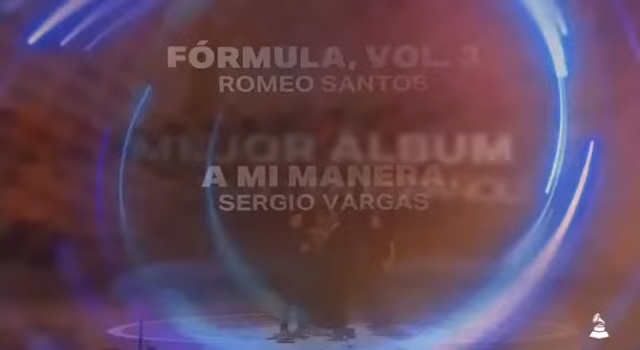 FÓRMULA, VOL. 3
ROMEO SANTOS
MEJOR ÁLBUM
A MI MANERA
SERGIO VARGAS